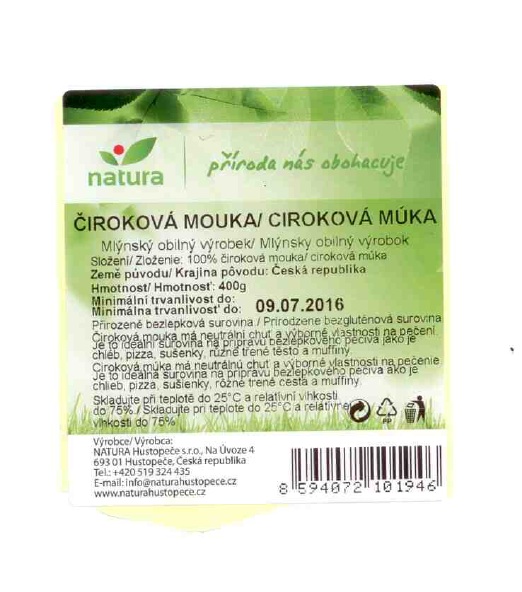 natura
příroda nás obohacuje
ČIROKOVÁ MOUKA/ CIROKOVÁ MÚKA
Mlýnský obilný výrobek/ Mlýnsky obilný výrobok
Složení/ Zloženie: 100% čiroková mouka/ ciroková múka
Země původu/ Krajina pôvodu: Česká republika
Hmotnost/ Hmotnosť: 400g
Minimální trvanlivost do:
Minimálna trvanlivosť do: 09.07.2016
Přirozeně bezlepková surovina / Prirodzene bezgluténová surovina
Čiroková mouka má neutrální chuť a výborné vlastnosti na pečení.
Je to ideální surovina na přípravu bezlepkového pečiva jako je
chléb, pizza, sušenky, různé třené těsto a muffiny.
Ciroková múka má neutrálnú chuť a výborné vlastnosti na pečenie.
Je to ideálna surovina na prípravu bezlepkového pečiva ako je
chlieb, pizza, sušienky, rôzne trené cestá a muffiny.
Skladujte při teplotě do 25°C a relativní vlhkosti
do 75% / Skladujte pri teplote do 25°C a relatívnej
vlhkosti do 75%
PP
Výrobce/ Výrobca:
NATURA Hustopeče s.r.o., Na Úvoze 4
693 01 Hustopeče, Česká republika
Tel.: +420 519 324 435
E-mail: info@naturahustopece.cz
www.naturahustopece.cz
8 594072 101946